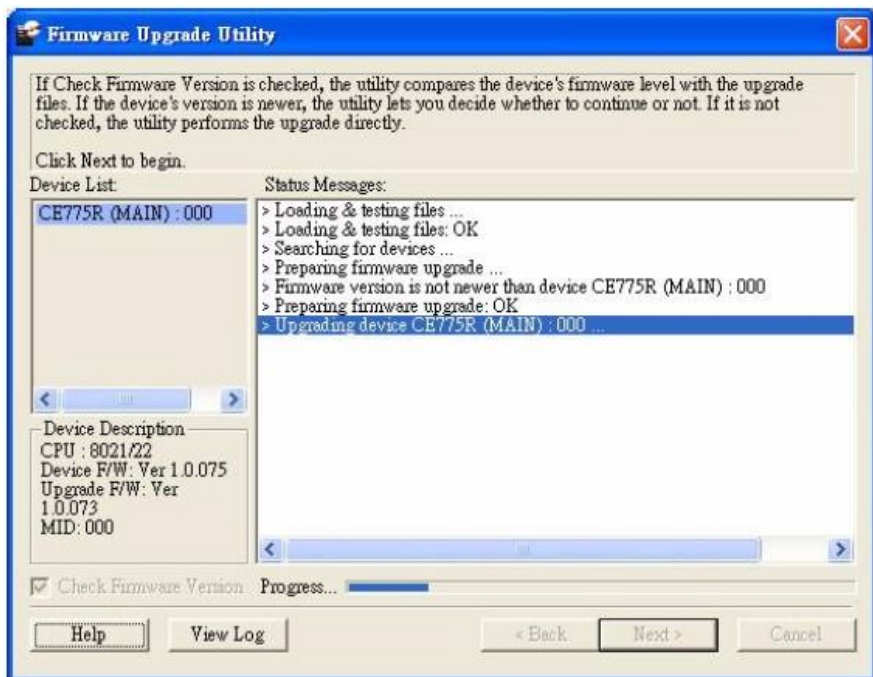 Firmware Upgrade Utility
If Check Firmware Version is checked, the utility compares the device's firmware level with the upgrade
files. If the device's version is newer, the utility lets you decide whether to continue or not. If it is not
checked, the utility performs the upgrade directly.
Click Next to begin.
Device List:
CE775R (MAIN) : 000
Status Messages:
> Loading & testing files ...
> Loading & testing files: OK
> Searching for devices ...
> Preparing firmware upgrade ...
> Firmware version is not newer than device CE775R (MAIN) : 000
> Preparing firmware upgrade: OK
> Upgrading device CE775R (MAIN) : 000 ...
Device Description
CPU : 8021/22
Device F/W: Ver 1.0.075
Upgrade F/W: Ver
1.0.073
MID: 000
Check Firmware Version
Progress...
Help
View Log
< Back
Next >
Cancel